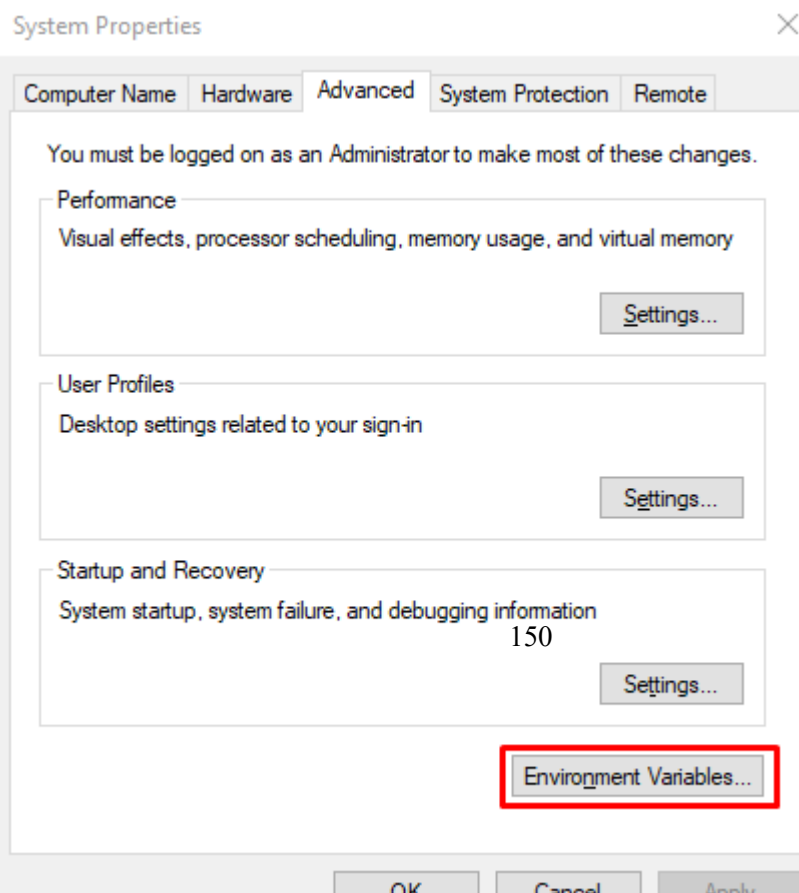 System Properties
Computer Name Hardware Advanced System Protection Remote
You must be logged on as an Administrator to make most of these changes.
Performance
Visual effects, processor scheduling, memory usage, and virtual memory
Settings...
User Profiles
Desktop settings related to your sign-in
Settings...
Startup and Recovery
System startup, system failure, and debugging information
150
Settings...
Environment Variables...
OK Cancel Apply